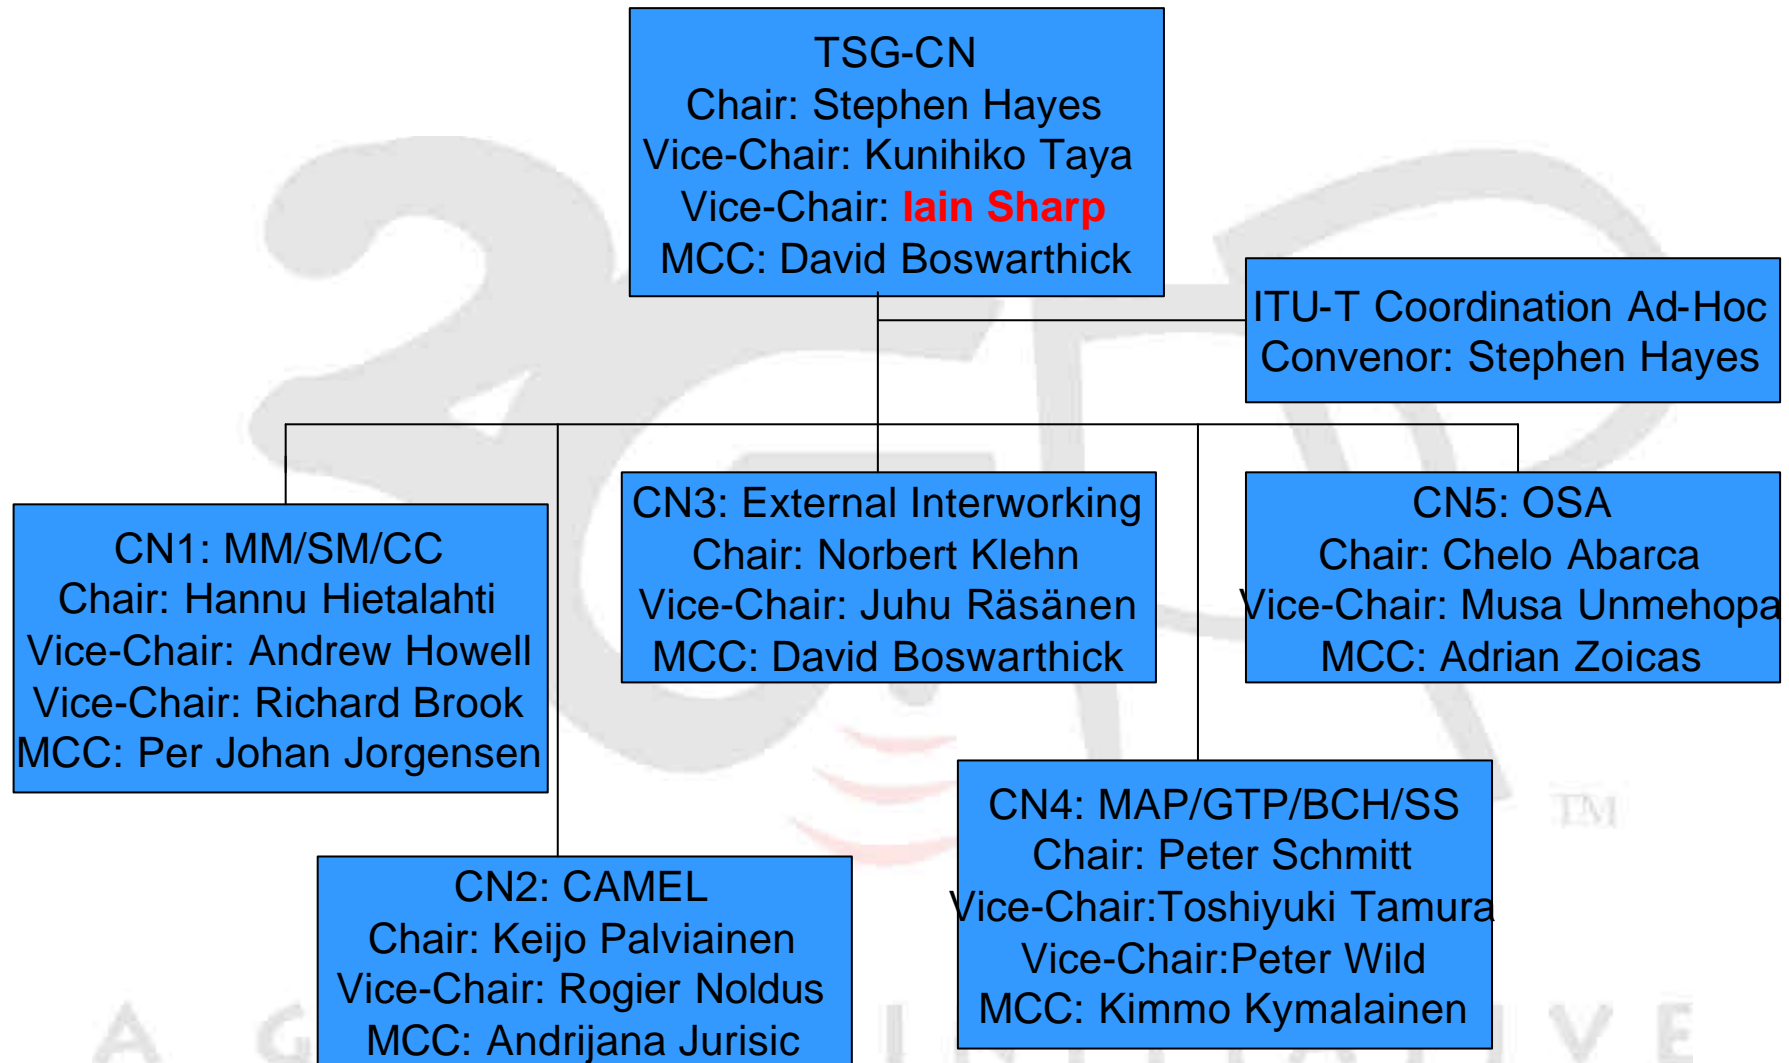 TSG-CN
Chair: Stephen Hayes
Vice-Chair: Kunihiko Taya
Vice-Chair: Iain Sharp
MCC: David Boswarthick
ITU-T Coordination Ad-Hoc
Convenor: Stephen Hayes
CN1: MM/SM/CC
Chair: Hannu Hietalahti
Vice-Chair: Andrew Howell
Vice-Chair: Richard Brook
MCC: Per Johan Jorgensen
CN2: CAMEL
Chair: Keijo Palviainen
Vice-Chair: Rogier Noldus
MCC: Andrijana Jurisic
CN3: External Interworking
Chair: Norbert Klehn
Vice-Chair: Juhu Räsänen
MCC: David Boswarthick
CN4: MAP/GTP/BCH/SS
Chair: Peter Schmitt
Vice-Chair:Toshiyuki Tamura
Vice-Chair:Peter Wild
MCC: Kimmo Kymalainen
CN5: OSA
Chair: Chelo Abarca
Vice-Chair: Musa Unmehopa
MCC: Adrian Zoicas
TM
A G